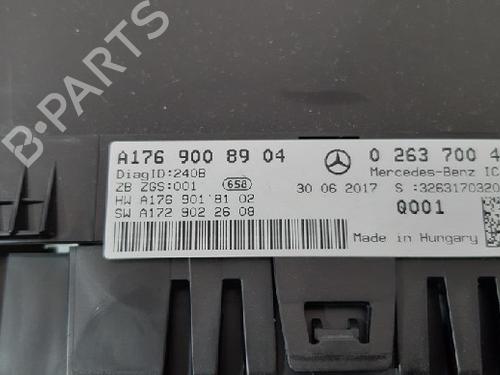 B-PARTS
A176 900 89 04
0 263 700 4
DiagID:240B
Mercedes-Benz IC
ZB ZGS:001
658
30 06 2017
S :3263170320
HW A176 901 81 02
Q001
SW A172 902 26 08
Made in Hungary